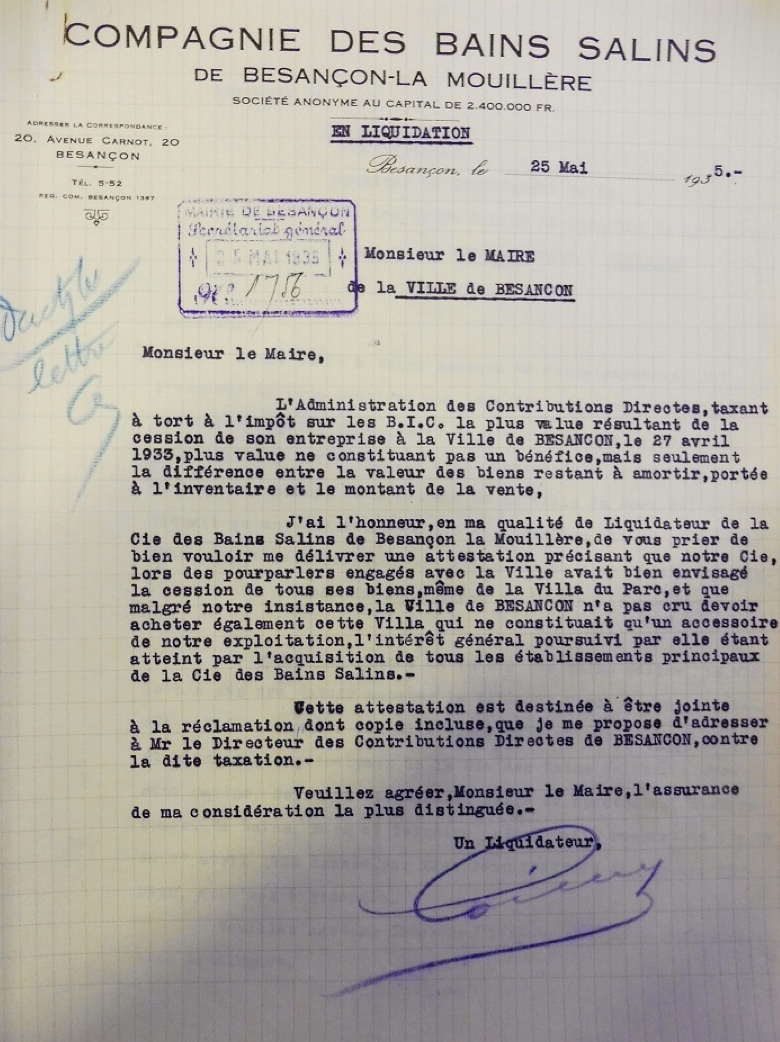 COMPAGNIE DES BAINS SALINS
DE BESANÇON-LA MOUILLÈRE
SOCIÉTÉ ANONYME AU CAPITAL DE 2.400.000 FR.
EN LIQUIDATION
ADRESSER LA CORRESPONDANCE:
20, AVENUE CARNOT, 20
BESANÇON
TÉL. 5-52
REG. COM. BESANÇON 1347
Besançon, le 25 Mai 1935.-
MAIRIE DE BESANÇON
Secrétariat général
25 MAI 1935
No 1756
Monsieur le MAIRE
de la VILLE de BESANCON
lettre
Monsieur le Maire,
L'Administration des Contributions Directes,taxant
à tort à l'impôt sur les B.I.C. la plus value résultant de la
cession de son entreprise à la Ville de BESANCON,le 27 avril
1933,plus value ne constituant pas un bénéfice,mais seulement
la différence entre la valeur des biens restant à amortir,portée
à l'inventaire et le montant de la vente,
J'ai l'honneur,en ma qualité de Liquidateur de la
Cie des Bains Salins de Besançon la Mouillère,de vous prier de
bien vouloir me délivrer une attestation précisant que notre Cie,
lors des pourparlers engagés avec la Ville avait bien envisagé
la cession de tous ses biens,même de la Villa du Parc,et que
malgré notre insistance,la Ville de BESANCON n'a pas cru devoir
acheter également cette Villa qui ne constituait qu'un accessoire
de notre exploitation,l'intérêt général poursuivi par elle étant
atteint par l'acquisition de tous les établissements principaux
de la Cie des Bains Salins.-
Cette attestation est destinée à être jointe
à la réclamation dont copie incluse,que je me propose d'adresser
à Mr le Directeur des Contributions Directes de BESANCON,contre
la dite taxation.-
Veuillez agréer,Monsieur le Maire,l'assurance
de ma considération la plus distinguée.-
Un Liquidateur,